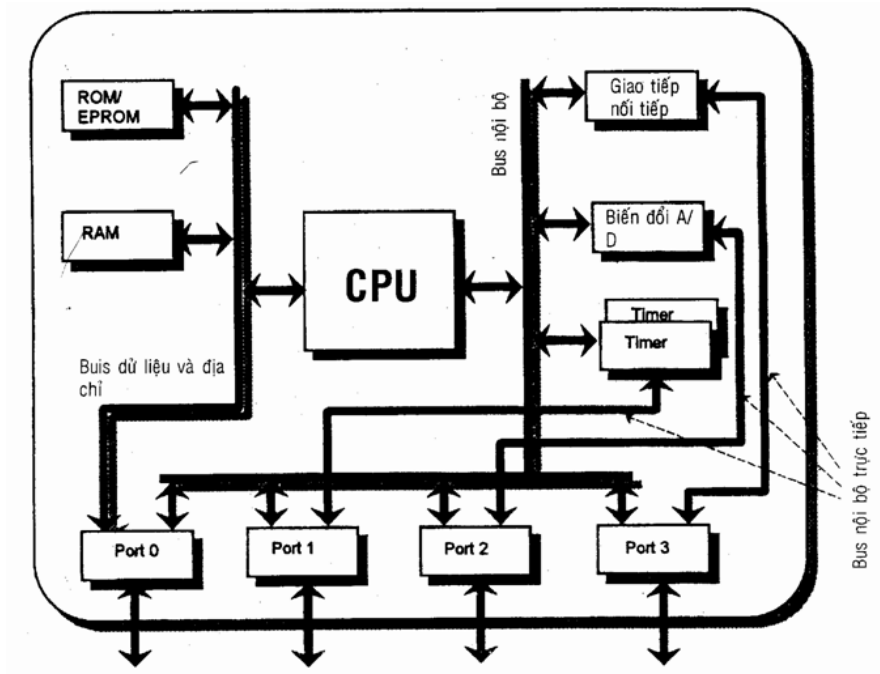 ROM/
EPROM
RAM
CPU
Bus nội bộ
Giao tiếp
nối tiếp
Biến đổi A/
D
Timer
Timer
Buis dử liệu và địa
chỉ
Bus nội bộ trực tiếp
Port 0
Port 1
Port 2
Port 3